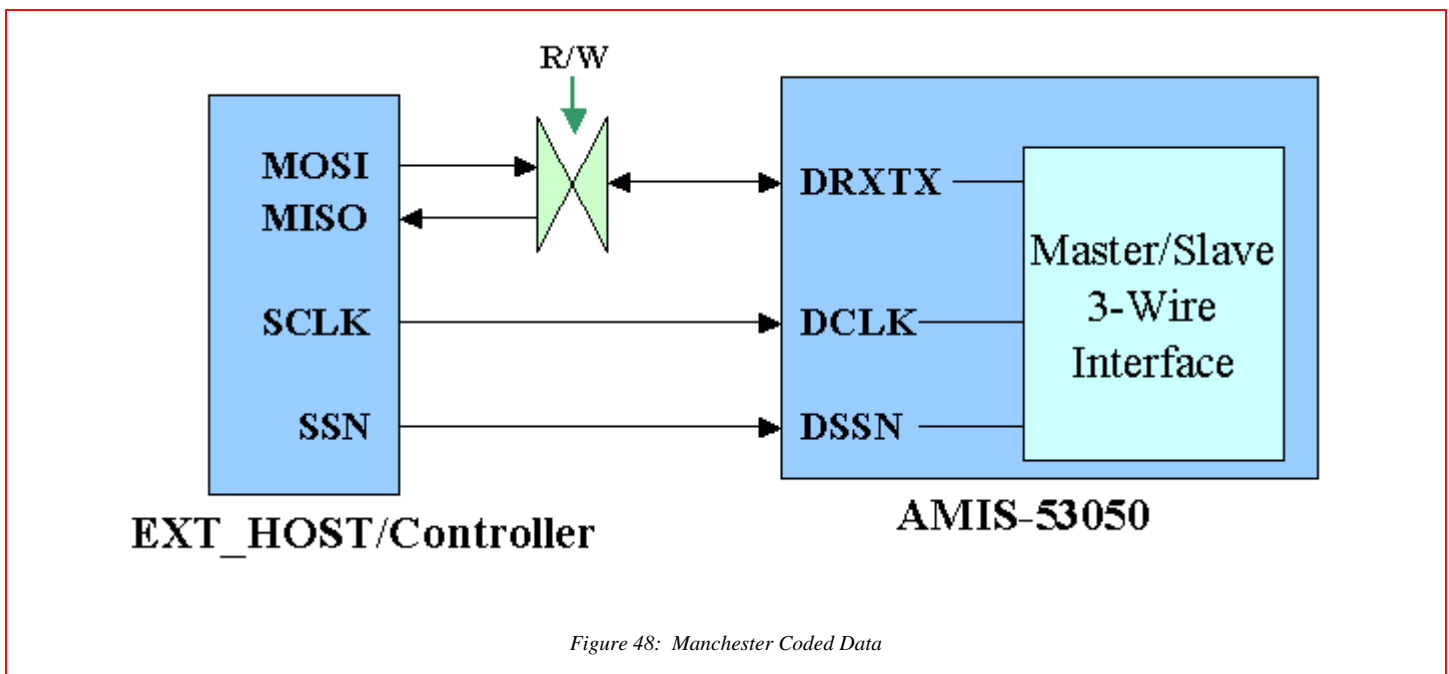 R/W
MOSI
MISO
SCLK
SSN
EXT_HOST/Controller
DRXTX
DCLK
DSSN
Master/Slave
3-Wire
Interface
AMIS-53050
Figure 48: Manchester Coded Data